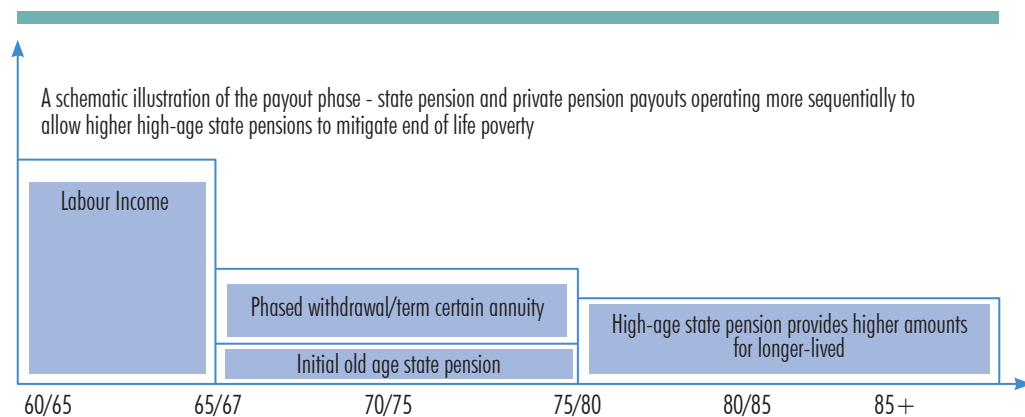 A schematic illustration of the payout phase - state pension and private pension payouts operating more sequentially to
allow higher high-age state pensions to mitigate end of life poverty
Labour Income
Phased withdrawal/term certain annuity
Initial old age state pension
High-age state pension provides higher amounts
for longer-lived
60/65 65/67 70/75 75/80 80/85 85+